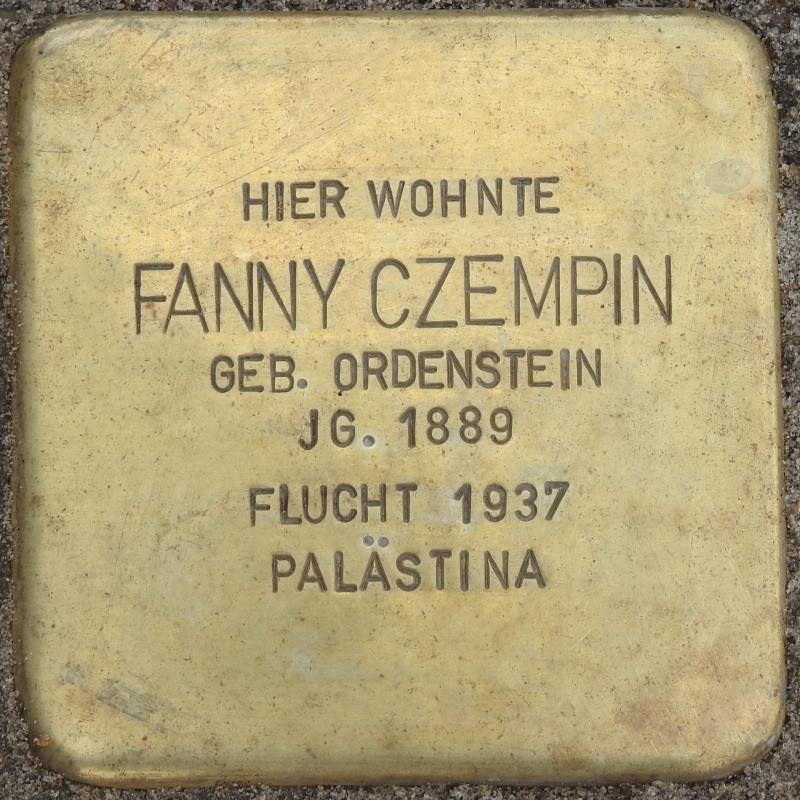 HIER WOHNTE
FANNY CZEMPIN
GEB. ORDENSTEIN
JG. 1889
FLUCHT 1937
PALÄSTINA